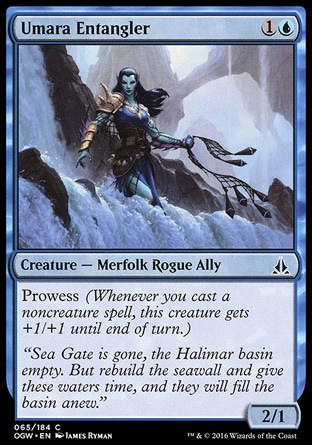 Umara Entangler 1
Creature — Merfolk Rogue Ally
Prowess (Whenever you cast a
noncreature spell, this creature gets
+1/+1 until end of turn.)
“Sea Gate is gone, the Halimar basin
empty. But rebuild the seawall and give
these waters time, and they will fill the
basin anew.”
2/1
065/184 C
OGW • EN James Ryman
™ & © 2016 Wizards of the Coast